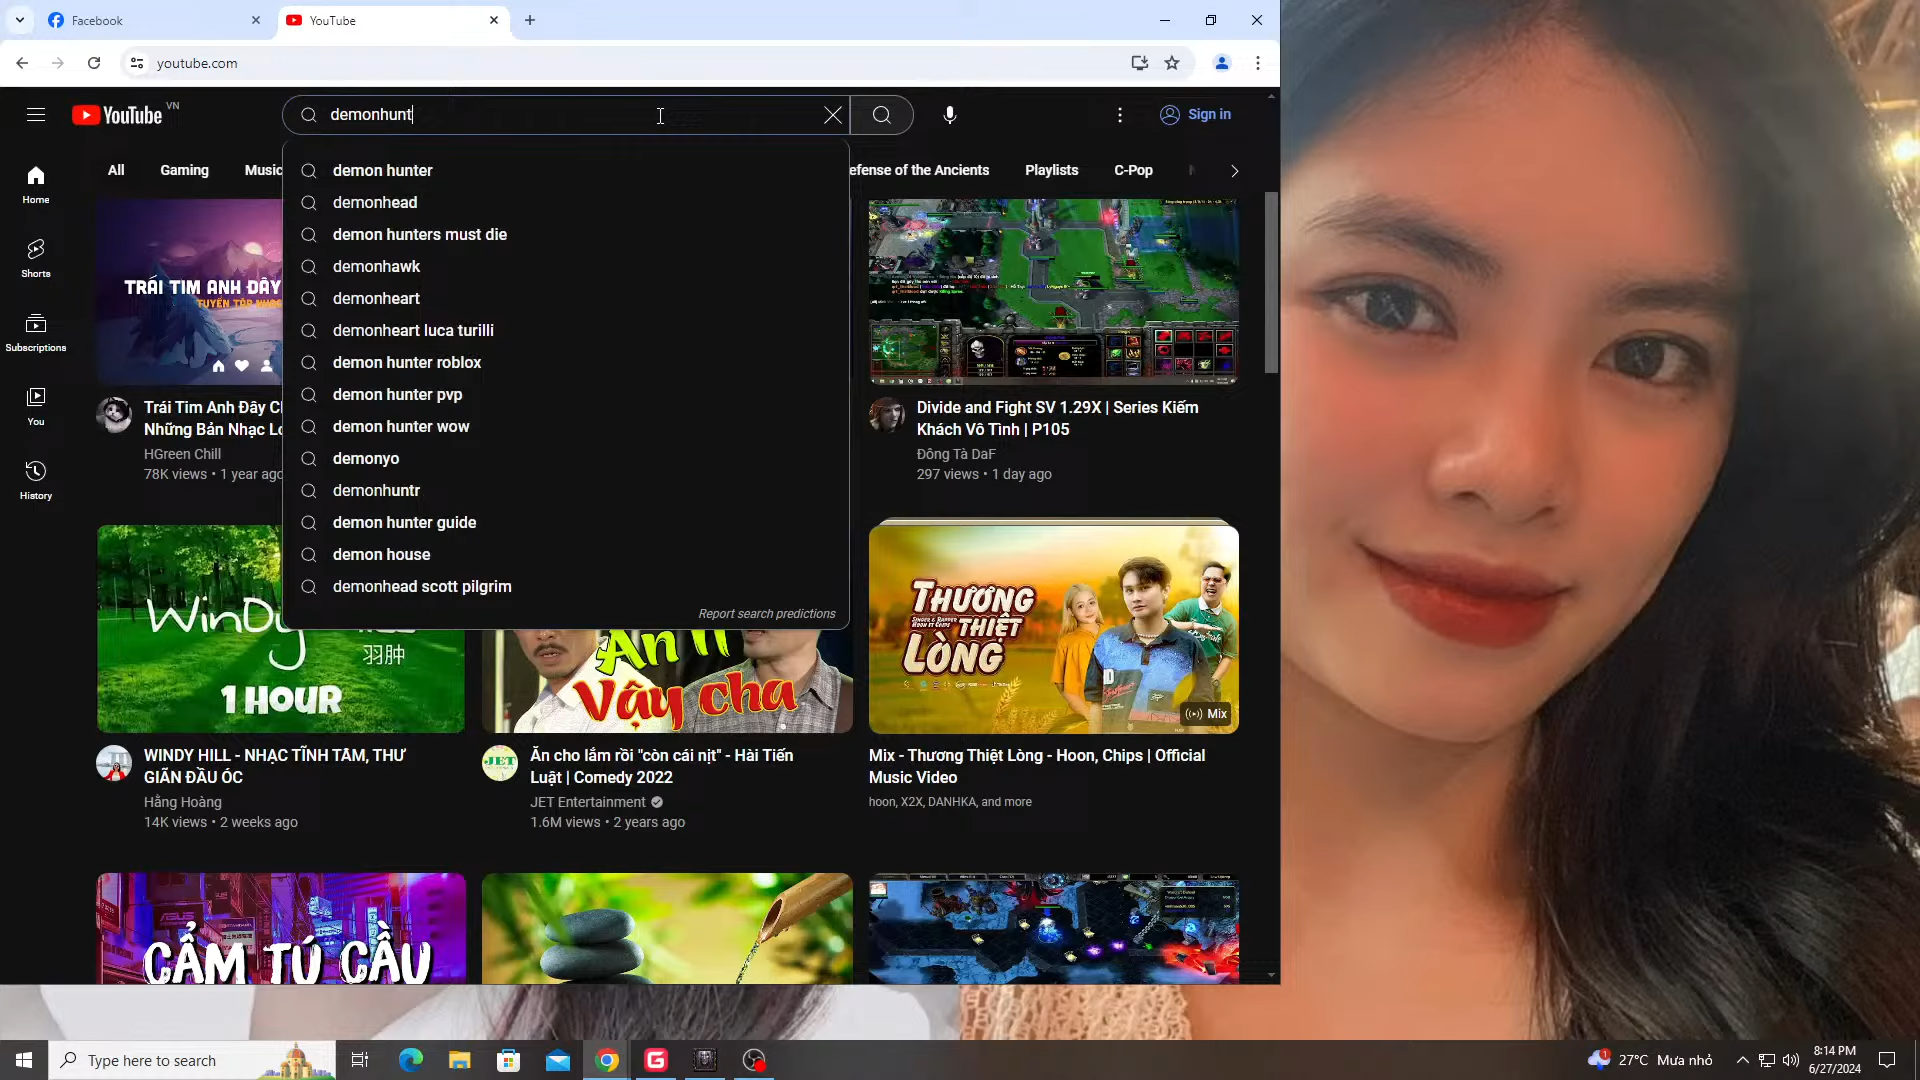 Facebook
YouTube
youtube.com
YouTube VN
demonhunt
Sign in
All
Gaming
Music
efense of the Ancients
Playlists
C-Pop
demon hunter
demonhead
demon hunters must die
demonhawk
demonheart
demonheart luca turilli
demon hunter roblox
demon hunter pvp
demon hunter wow
demonyo
demonhuntr
demon hunter guide
demon house
demonhead scott pilgrim
Report search predictions
Home
Shorts
Subscriptions
You
History
TRÁI TIM ANH ĐÂY
Trái Tim Anh Đây
Những Bản Nhạc
HGreen Chill
78K views • 1 year ago
Divide and Fight SV 1.29X | Series Kiếm
Khách Vô Tình | P105
Đông Tà DaF
297 views • 1 day ago
羽肿
1 HOUR
Vậy cha
THƯƠNG
THIỆT
LÒNG
Mix
WINDY HILL - NHẠC TĨNH TÂM, THƯ
GIÃN ĐẦU ÓC
Hằng Hoàng
14K views • 2 weeks ago
JET
Ăn cho lắm rồi "còn cái nịt" - Hài Tiến
Luật | Comedy 2022
JET Entertainment
1.6M views • 2 years ago
Mix - Thương Thiệt Lòng - Hoon, Chips | Official
Music Video
hoon, X2X, DANHKA, and more
CẨM TÚ CẦU
Type here to search
27°C Mưa nhỏ
8:14 PM
6/27/2024